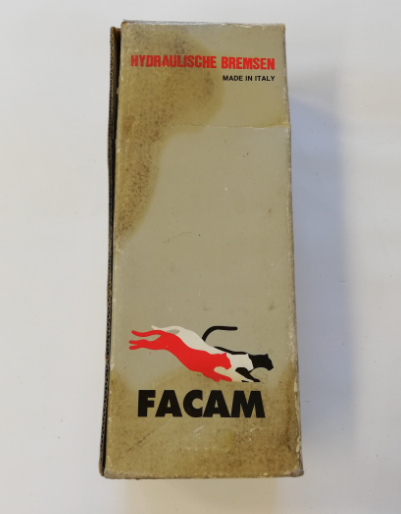 HYDRAULISCHE BREMSEN
MADE IN ITALY
FACAM